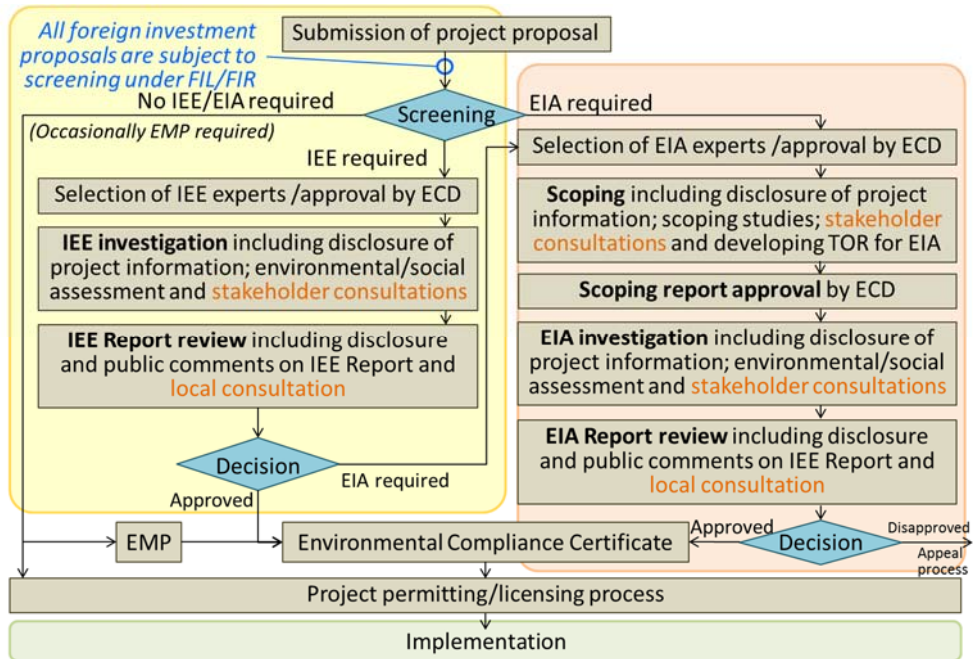 Submission of project proposal
All foreign investment
proposals are subject to
screening under FIL/FIR
No IEE/EIA required
(Occasionally EMP required)
Screening
EIA required
IEE required
Selection of IEE experts /approval by ECD
IEE investigation including disclosure of
project information; environmental/social
assessment and stakeholder consultations
IEE Report review including disclosure
and public comments on IEE Report and
local consultation
Decision
EIA required
Approved
Selection of EIA experts /approval by ECD
Scoping including disclosure of project
information; scoping studies; stakeholder
consultations and developing TOR for EIA
Scoping report approval by ECD
EIA investigation including disclosure of
project information; environmental/social
assessment and stakeholder consultations
EIA Report review including disclosure
and public comments on IEE Report and
local consultation
Approved
Decision
Disapproved
Appeal
process
EMP
Environmental Compliance Certificate
Project permitting/licensing process
Implementation